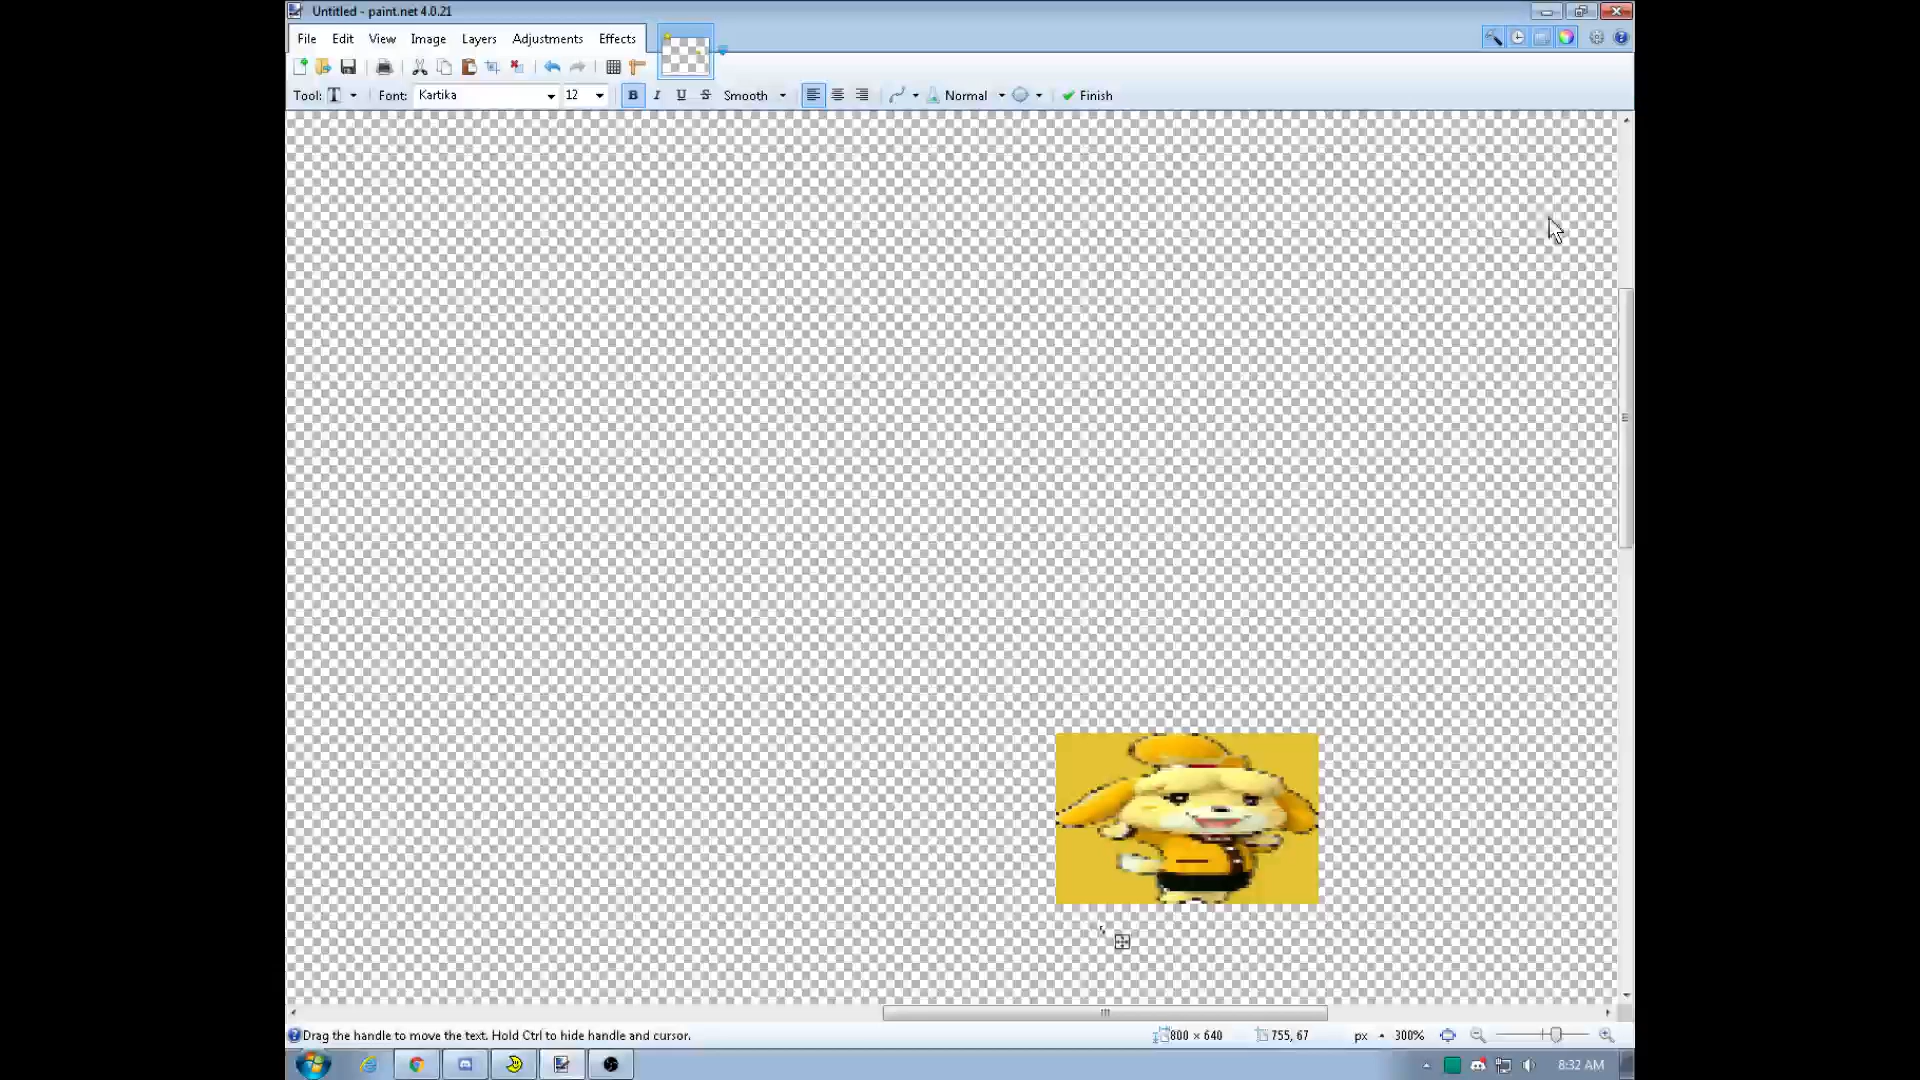 Untitled - paint.net 4.0.21
File Edit View Image Layers Adjustments Effects
Tool: T Font: Kartika 12 B I U S Smooth Normal Finish
Drag the handle to move the text. Hold Ctrl to hide handle and cursor.
800 × 640 755, 67 px 300%
8:32 AM